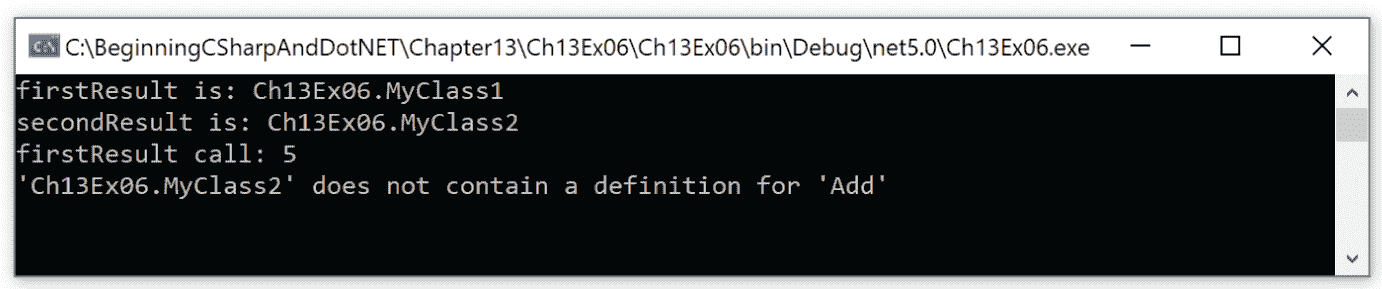 C:\BeginningCSharpAndDotNET\Chapter13\Ch13Ex06\Ch13Ex06\bin\Debug\net5.0\Ch13Ex06.exe
firstResult is: Ch13Ex06.MyClass1
secondResult is: Ch13Ex06.MyClass2
firstResult call: 5
'Ch13Ex06.MyClass2' does not contain a definition for 'Add'